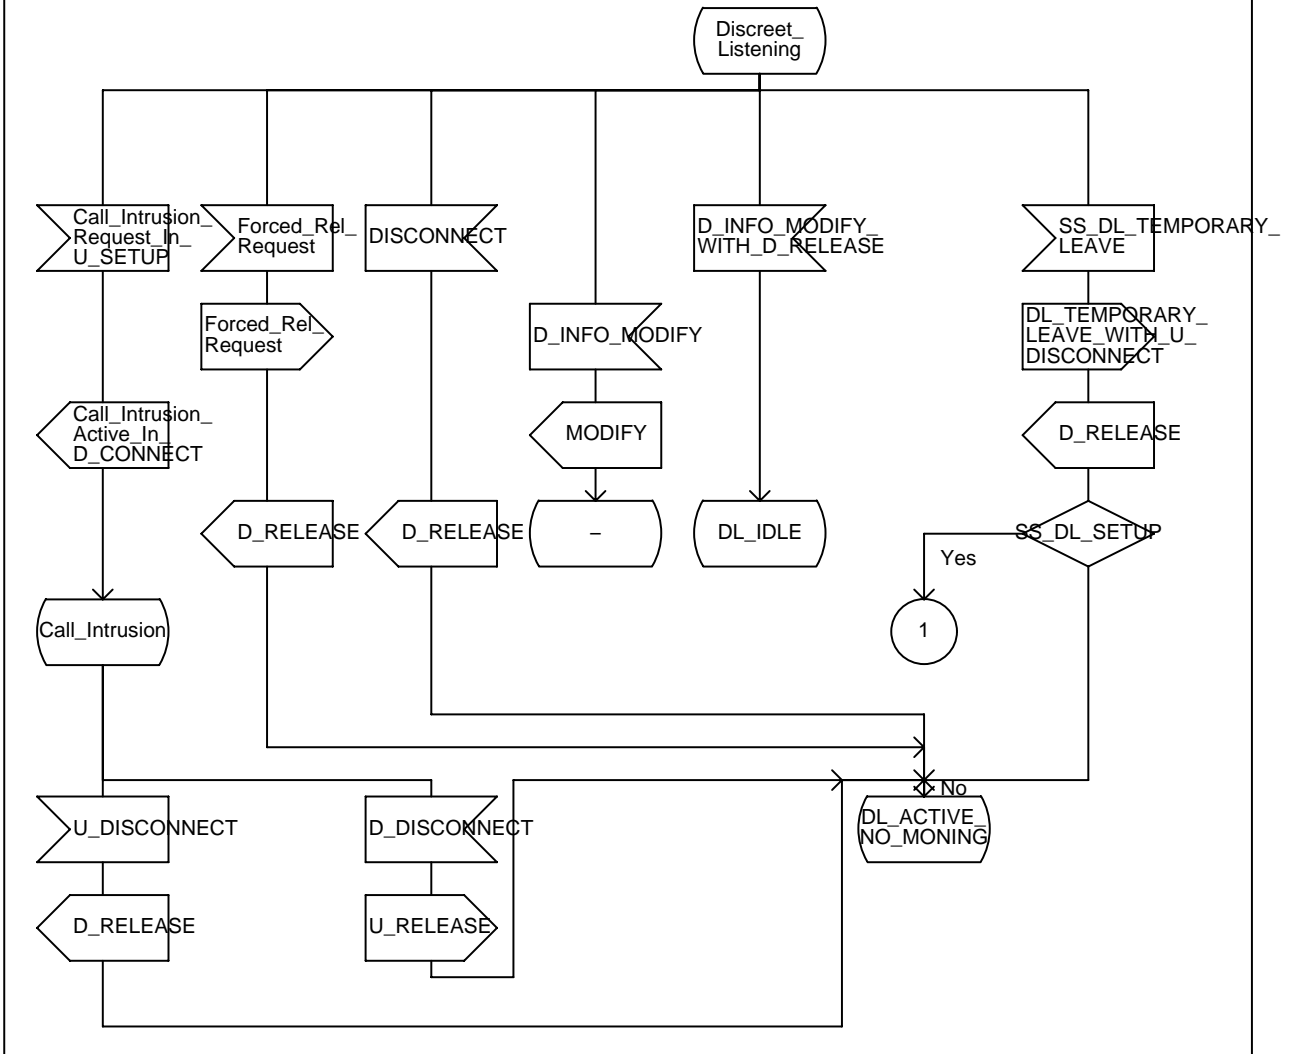 Discreet_
Listening
Call_Intrusion_
Request_In_
U_SETUP
Forced_Rel_
Request
DISCONNECT
D_INFO_MODIFY_
WITH_D_RELEASE
SS_DL_TEMPORARY_
LEAVE
Forced_Rel_
Request
D_INFO_MODIFY
DL_TEMPORARY_
LEAVE_WITH_U_
DISCONNECT
Call_Intrusion_
Active_In_
D_CONNECT
MODIFY
D_RELEASE
D_RELEASE
D_RELEASE
–
DL_IDLE
SS_DL_SETUP
Yes
Call_Intrusion
1
No
U_DISCONNECT
D_DISCONNECT
DL_ACTIVE_
NO_MONING
D_RELEASE
U_RELEASE